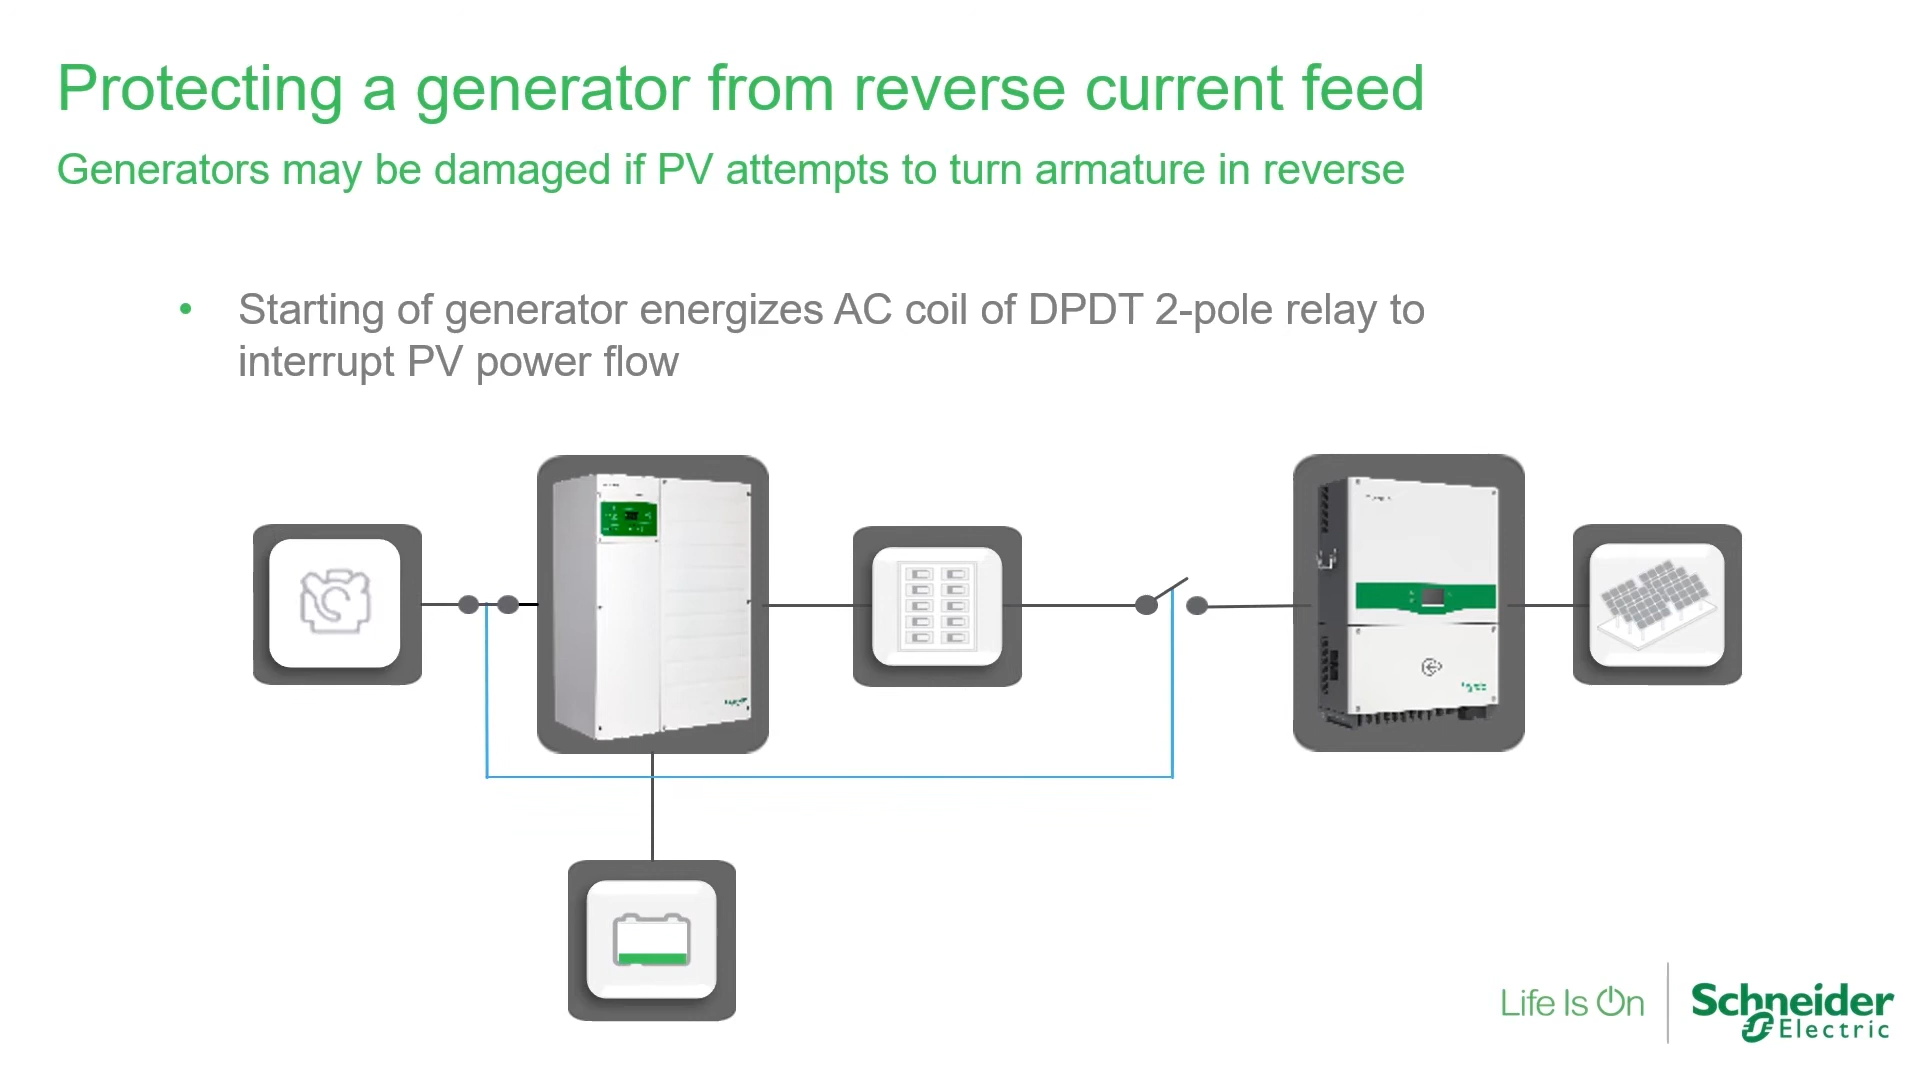 Protecting a generator from reverse current feed
Generators may be damaged if PV attempts to turn armature in reverse
• Starting of generator energizes AC coil of DPDT 2-pole relay to
interrupt PV power flow
Life Is On
Schneider
Electric